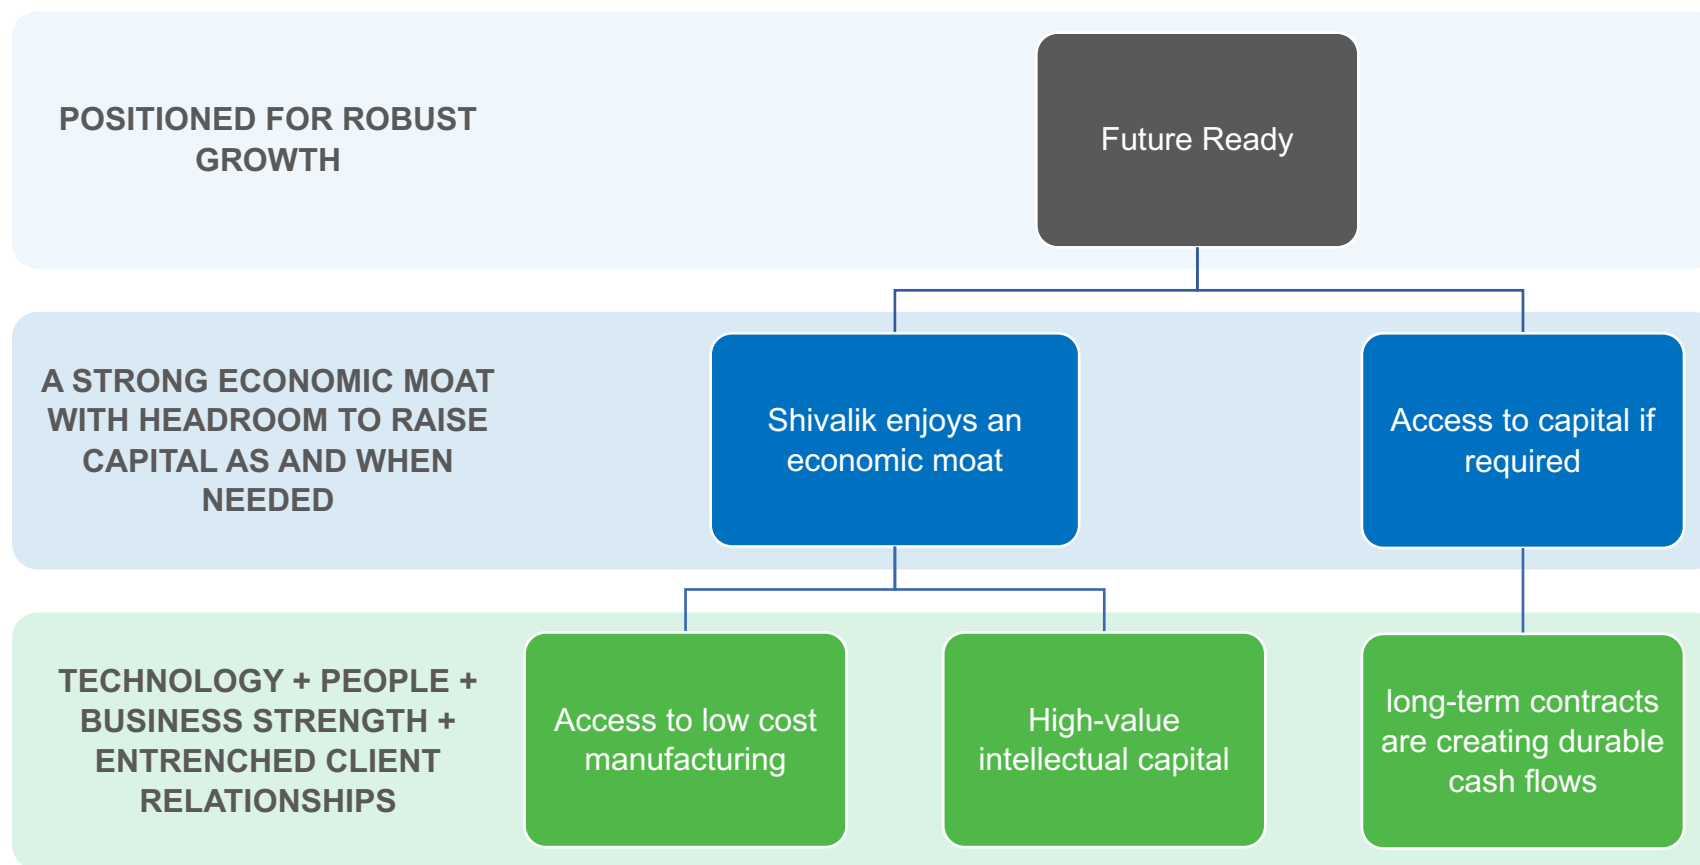 POSITIONED FOR ROBUST
GROWTH
Future Ready
A STRONG ECONOMIC MOAT
WITH HEADROOM TO RAISE
CAPITAL AS AND WHEN
NEEDED
Shivalik enjoys an
economic moat
Access to capital if
required
TECHNOLOGY + PEOPLE +
BUSINESS STRENGTH +
ENTRENCHED CLIENT
RELATIONSHIPS
Access to low cost
manufacturing
High-value
intellectual capital
long-term contracts
are creating durable
cash flows